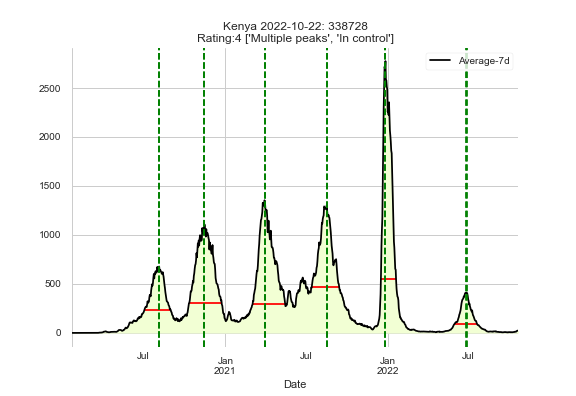 Kenya 2022-10-22: 338728
Rating:4 ['Multiple peaks', 'In control']
Average-7d
2500
2000
1500
1000
500
0
Jul
Jan
2021
Jul
Jan
2022
Jul
Date